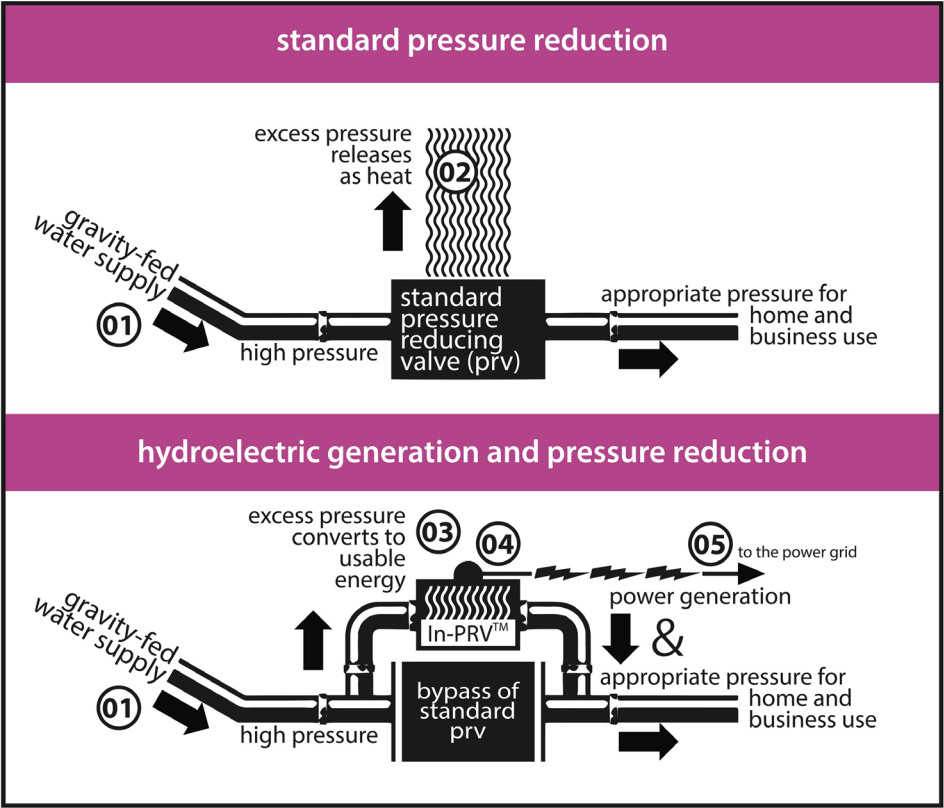 standard pressure reduction
excess pressure
releases
as heat
02
gravity-fed
water supply
01
high pressure
standard
pressure
reducing
valve (prv)
appropriate pressure for
home and
business use
hydroelectric generation and pressure reduction
excess pressure
converts to
usable
energy
03
04
05
to the power grid
power generation
&
In-PRV™
gravity-fed
water supply
01
high pressure
bypass of
standard
prv
appropriate pressure for
home and
business use